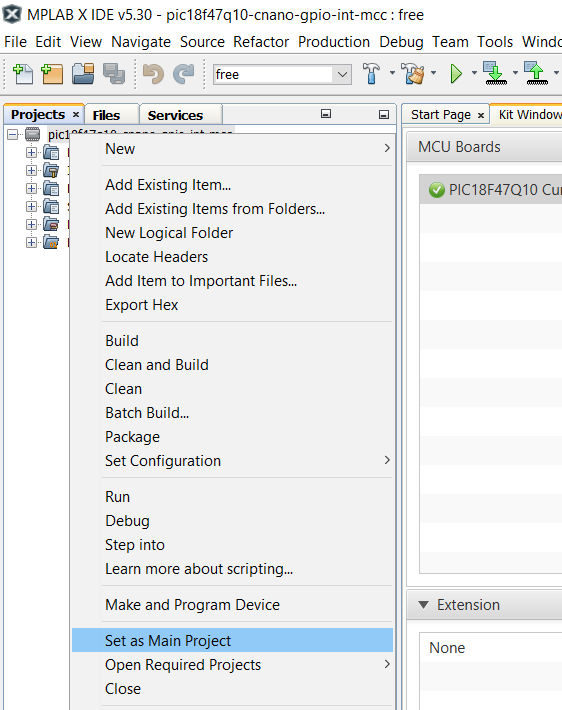 MPLAB X IDE v5.30 - pic18f47q10-cnano-gpio-int-mcc : free
File Edit View Navigate Source Refactor Production Debug Team Tools Windo
free
Projects × Files Services
Start Page × Kit Window
pic18f47q10-cnano-gpio-int-mcc
New
Add Existing Item...
Add Existing Items from Folders...
New Logical Folder
Locate Headers
Add Item to Important Files...
Export Hex
Build
Clean and Build
Clean
Batch Build...
Package
Set Configuration
Run
Debug
Step into
Learn more about scripting...
Make and Program Device
Set as Main Project
Open Required Projects
Close
MCU Boards
PIC18F47Q10 Cu
Extension
None